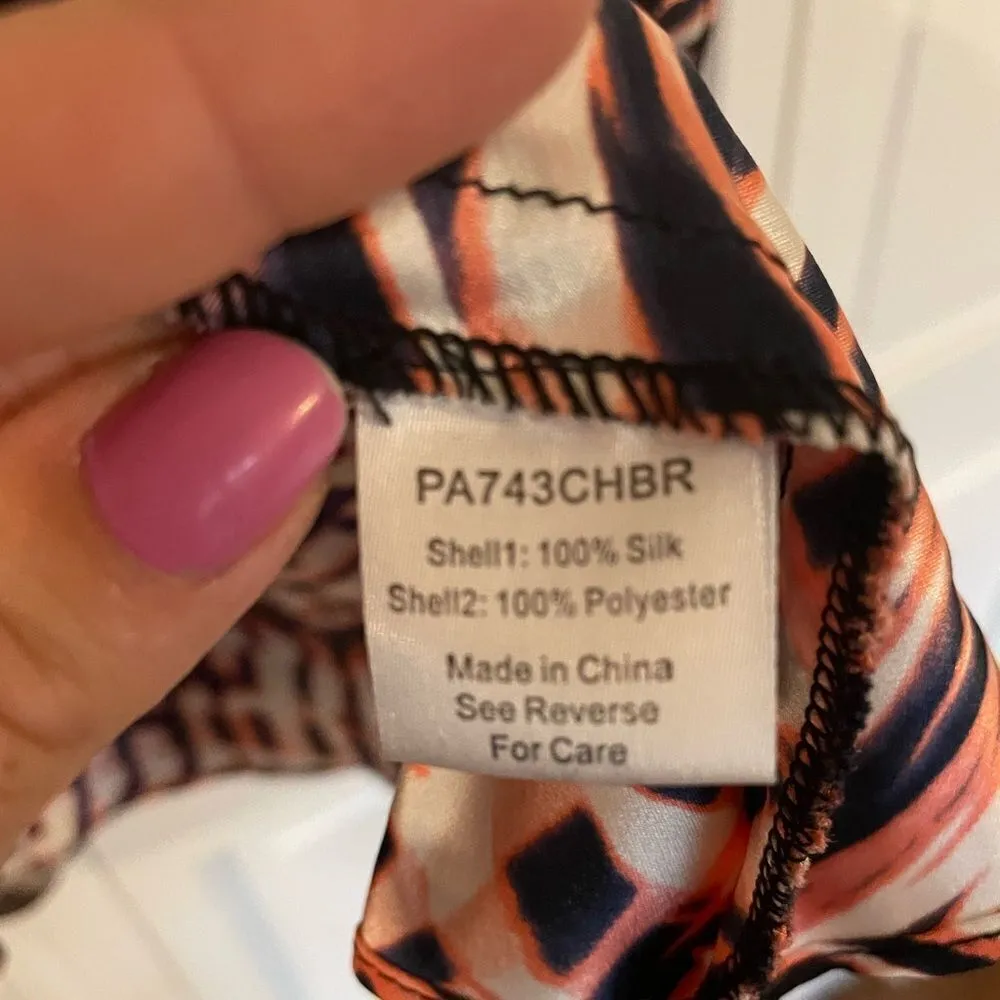 PA743CHBR
Shell1: 100% Silk
Shell2: 100% Polyester
Made in China
See Reverse
For Care